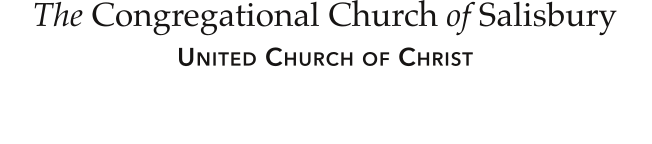 The Congregational Church of Salisbury
United Church of Christ